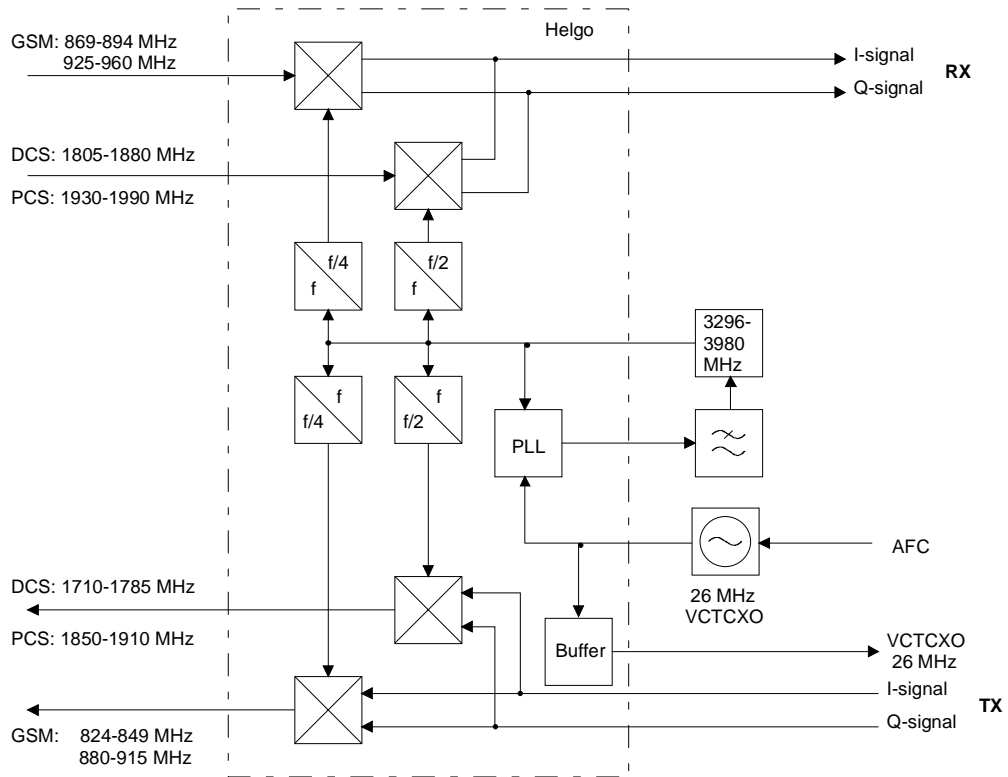 Helgo
GSM: 869-894 MHz
925-960 MHz
I-signal
RX
Q-signal
DCS: 1805-1880 MHz
PCS: 1930-1990 MHz
f/4
f
f/2
f
3296-
3980
MHz
f
f/4
f
f/2
PLL
AFC
26 MHz
VCTCXO
DCS: 1710-1785 MHz
PCS: 1850-1910 MHz
Buffer
VCTCXO
26 MHz
I-signal
TX
Q-signal
GSM: 824-849 MHz
880-915 MHz